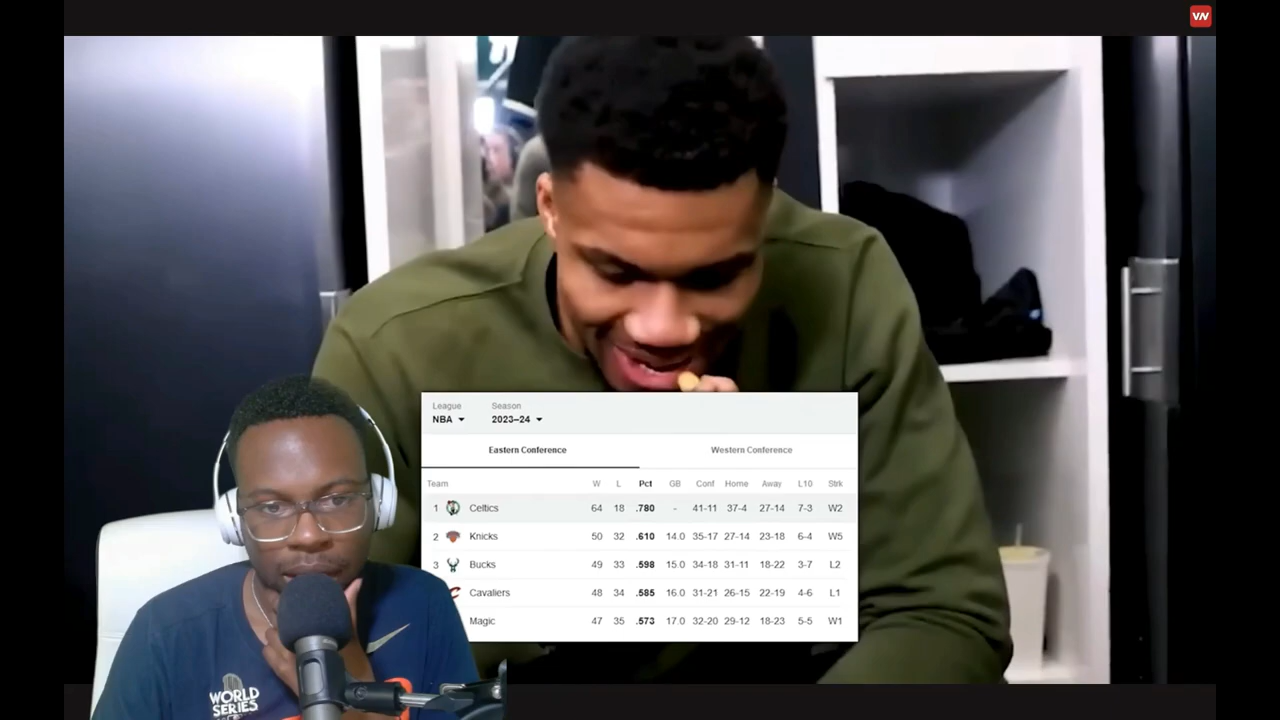 VN
League Season
NBA 2023–24
Eastern Conference Western Conference
Team W L Pct GB Conf Home Away L10 Strk
1 Celtics 64 18 .780 - 41-11 37-4 27-14 7-3 W2
2 Knicks 50 32 .610 14.0 35-17 27-14 23-18 6-4 W5
3 Bucks 49 33 .598 15.0 34-18 31-11 18-22 3-7 L2
Cavaliers 48 34 .585 16.0 31-21 26-15 22-19 4-6 L1
Magic 47 35 .573 17.0 32-20 29-12 18-23 5-5 W1
WORLD
SERIES